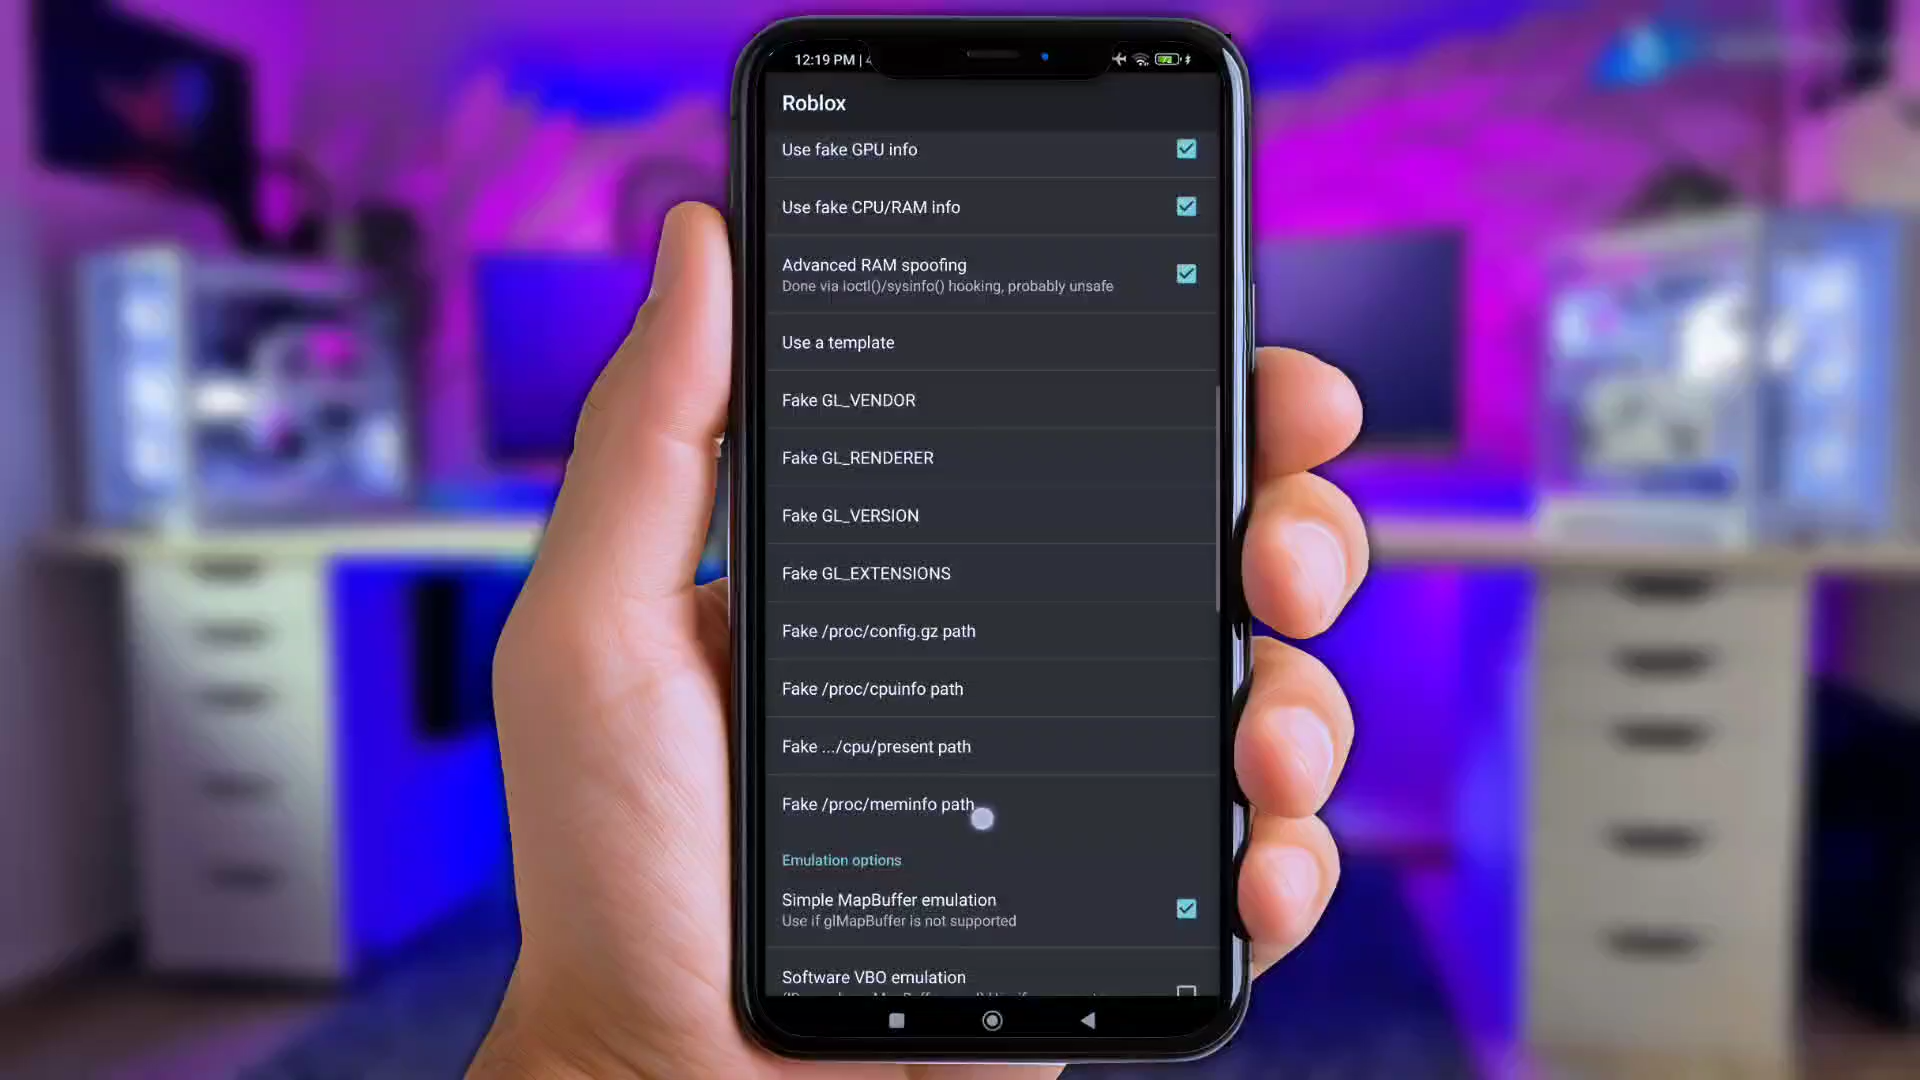 12:19 PM |
Roblox
Use fake GPU info
Use fake CPU/RAM info
Advanced RAM spoofing
Done via ioctl()/sysinfo() hooking, probably unsafe
Use a template
Fake GL_VENDOR
Fake GL_RENDERER
Fake GL_VERSION
Fake GL_EXTENSIONS
Fake /proc/config.gz path
Fake /proc/cpuinfo path
Fake .../cpu/present path
Fake /proc/meminfo path
Emulation options
Simple MapBuffer emulation
Use if glMapBuffer is not supported
Software VBO emulation